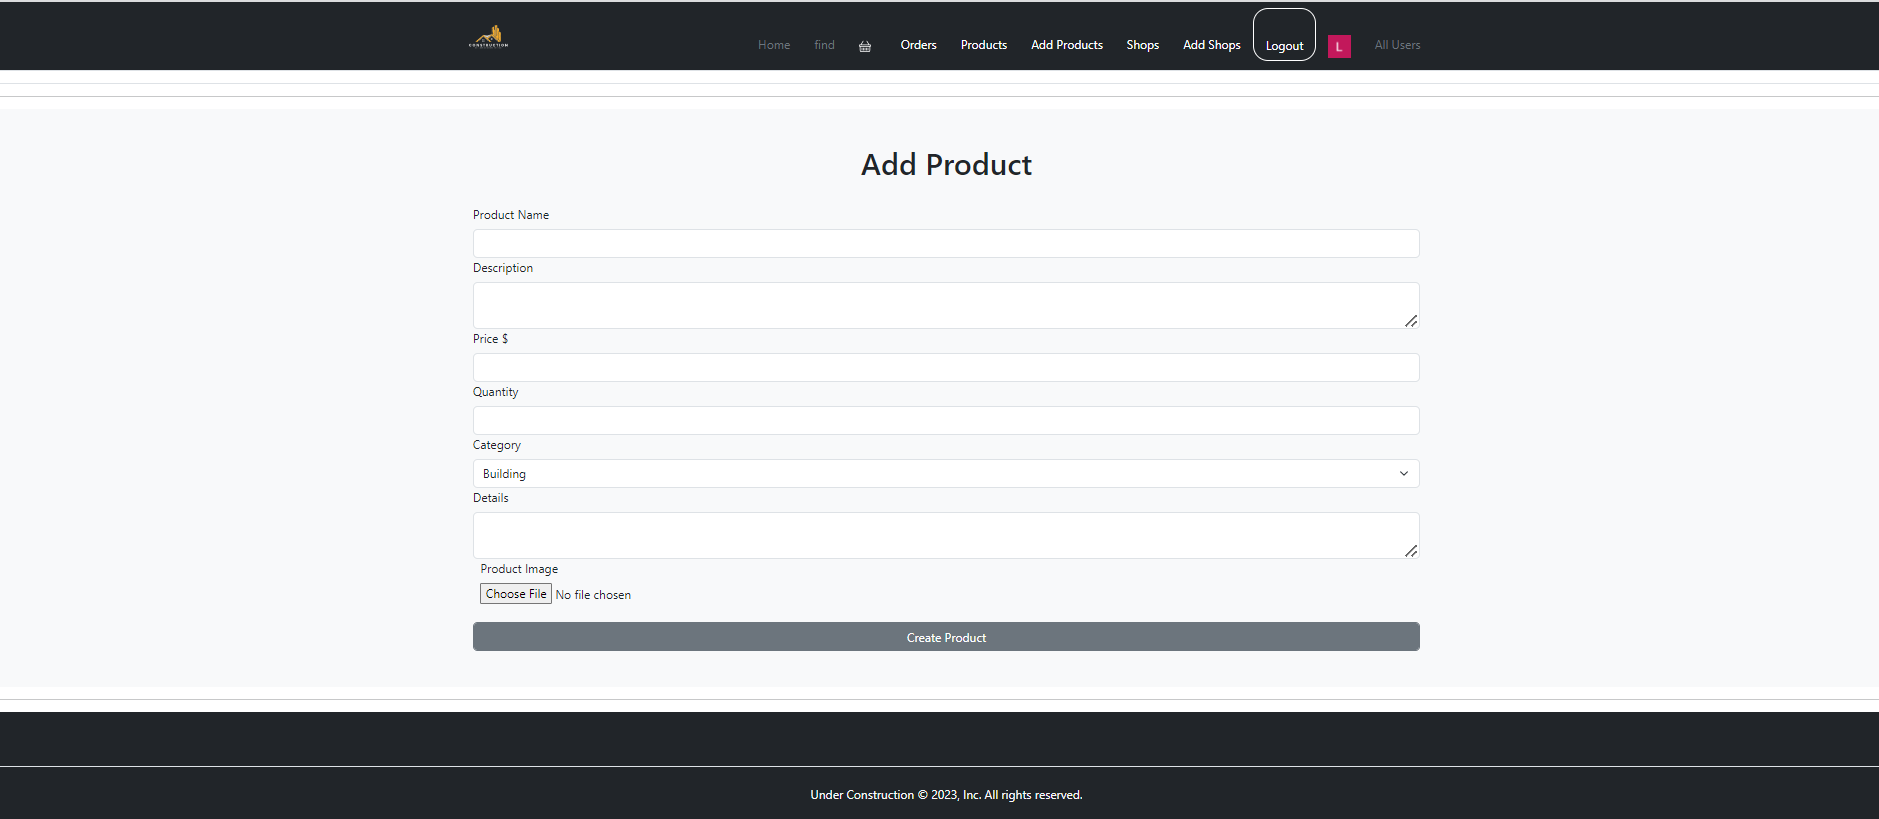 CONSTRUCTION
Home find Orders Products Add Products Shops Add Shops Logout L All Users
Add Product
Product Name
Description
Price $
Quantity
Category
Building
Details
Product Image
Choose File No file chosen
Create Product
Under Construction © 2023, Inc. All rights reserved.